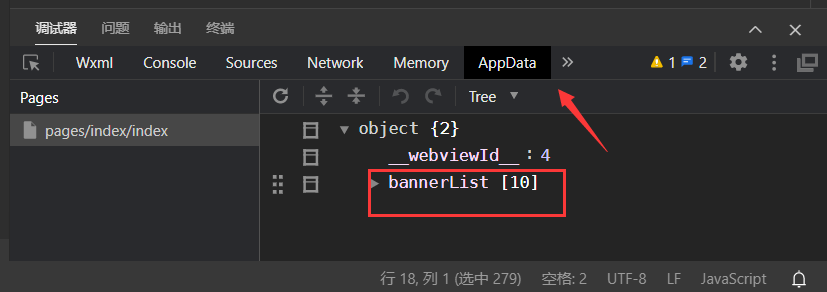 调试器 问题 输出 终端
Wxml Console Sources Network Memory AppData » 1 2
Pages Tree
pages/index/index object {2}
__webviewId__ : 4
bannerList [10]
行 18, 列 1 (选中 279) 空格: 2 UTF-8 LF JavaScript